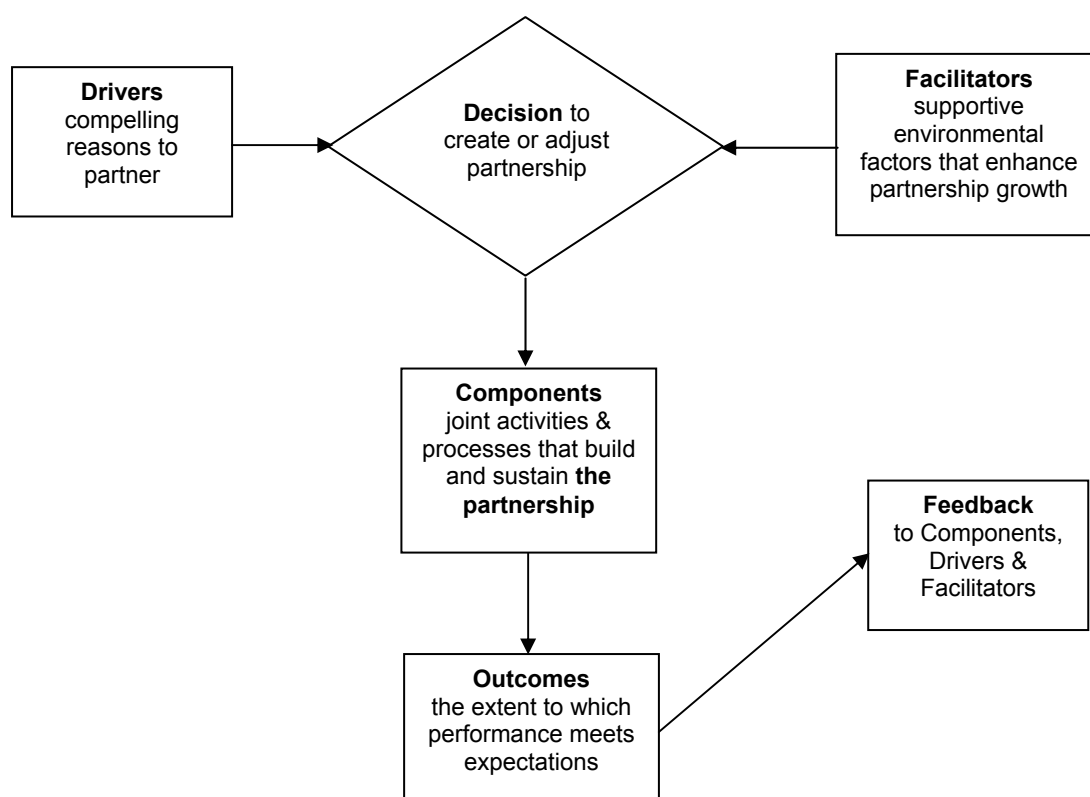 Drivers
compelling
reasons to
partner
Decision to
create or adjust
partnership
Facilitators
supportive
environmental
factors that enhance
partnership growth
Components
joint activities &
processes that build
and sustain the
partnership
Feedback
to Components,
Drivers &
Facilitators
Outcomes
the extent to which
performance meets
expectations